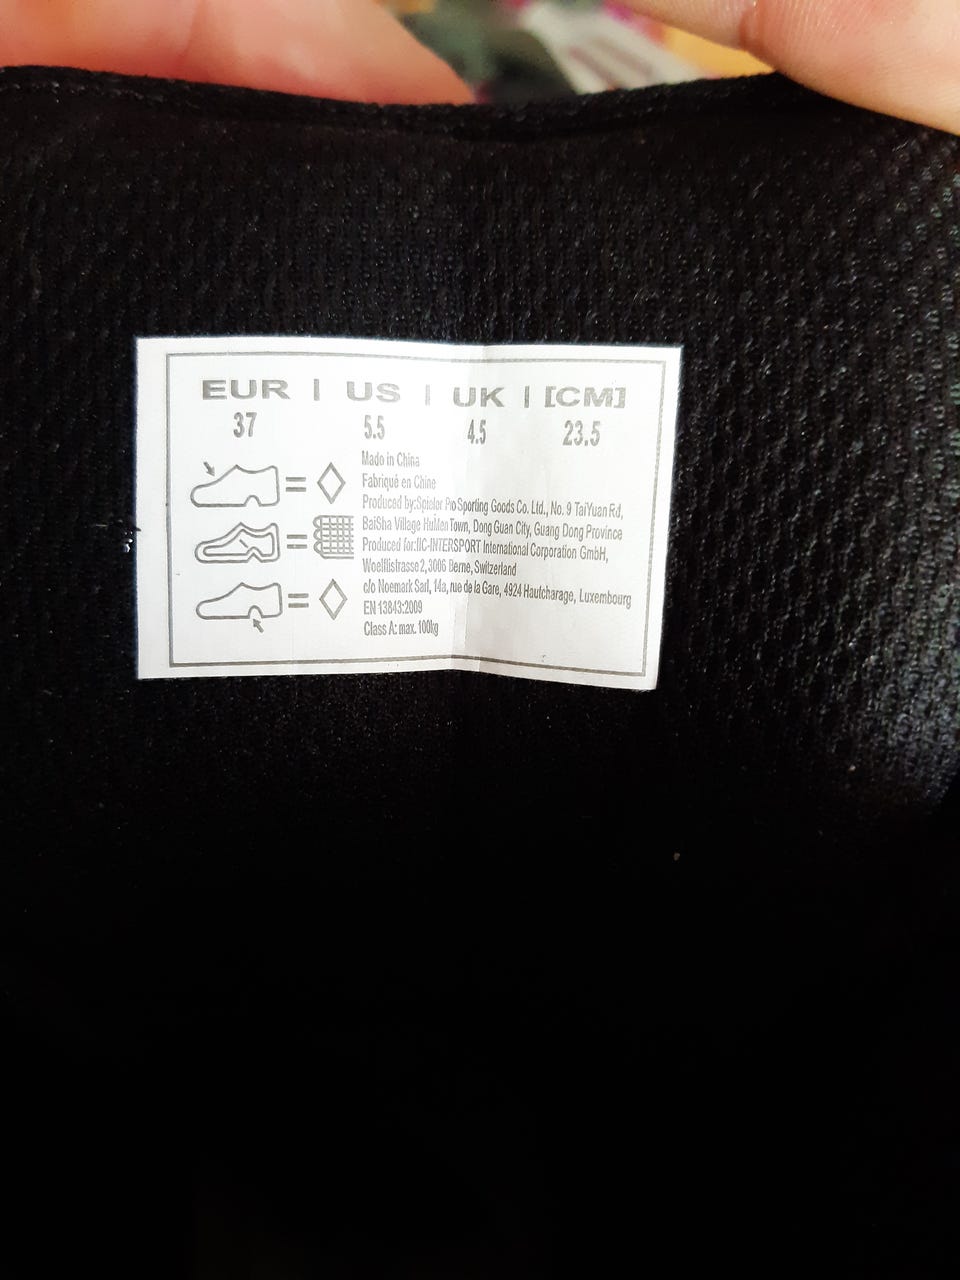 EUR | US | UK | [CM]
37 5.5 4.5 23.5
Made in China
Fabriqué en Chine
Produced by:Spieler Pro Sporting Goods Co. Ltd., No. 9 TaiYuan Rd,
BaiSha Village HuMen Town, Dong Guan City, Guang Dong Province
Produced for:IIC-INTERSPORT International Corporation GmbH,
Woelflistrasse 2, 3006 Berne, Switzerland
c/o Noemark Sarl, 14a, rue de la Gare, 4924 Hautcharage, Luxembourg
EN 13843:2009
Class A: max. 100kg